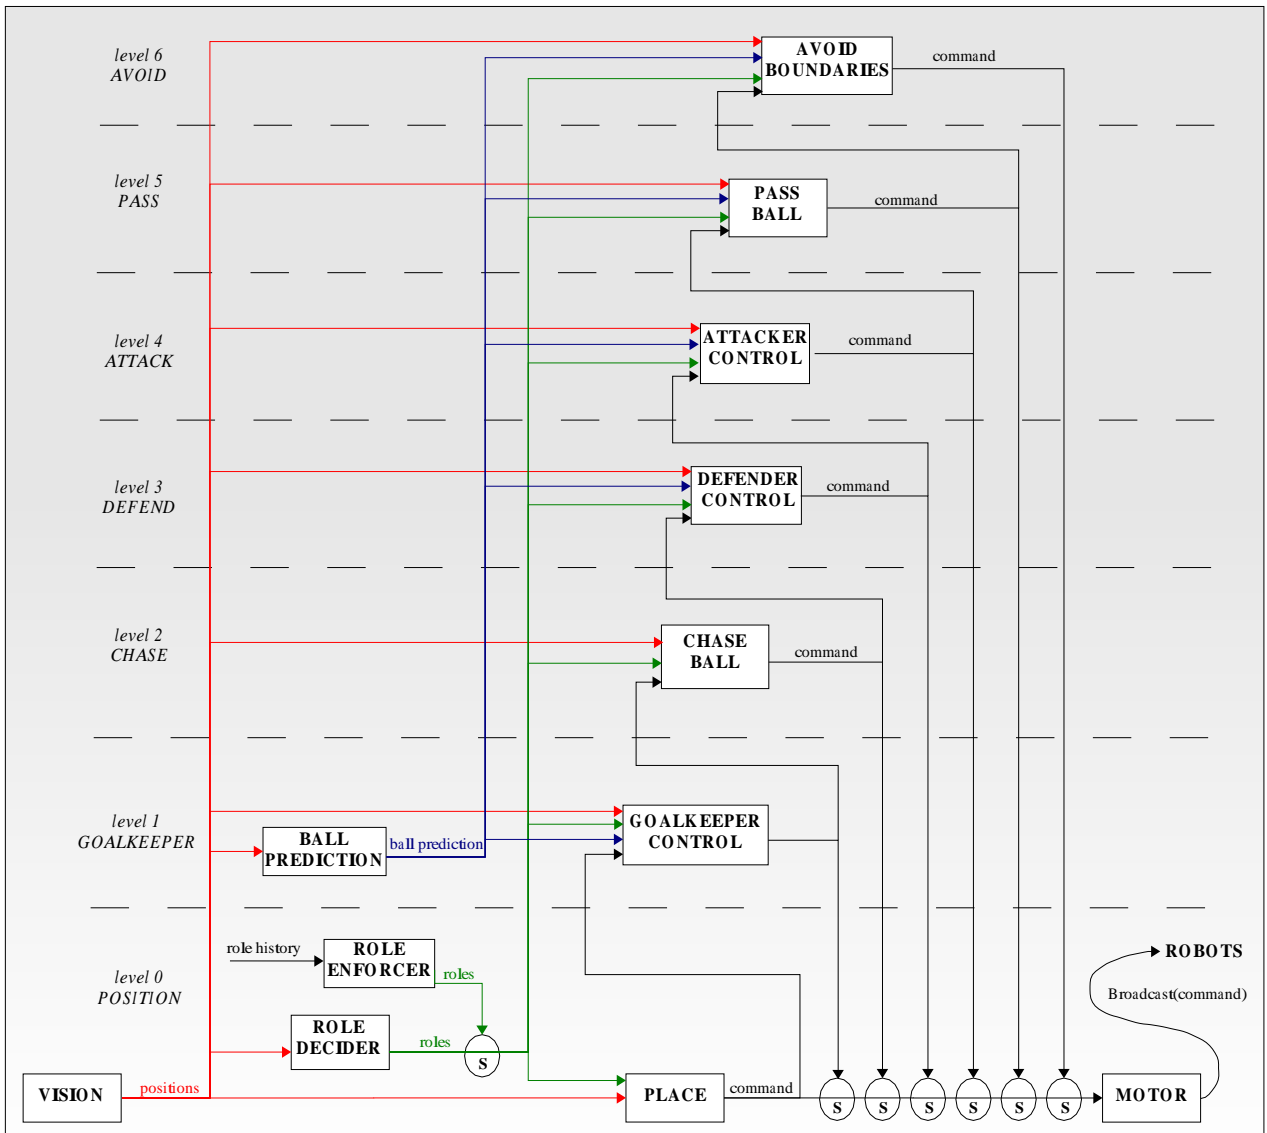 level 6
AVOID
AVOID
BOUNDARIES
command
level 5
PASS
PASS
BALL
command
level 4
ATTACK
ATTACKER
CONTROL
command
level 3
DEFEND
DEFENDER
CONTROL
command
level 2
CHASE
CHASE
BALL
command
level 1
GOALKEEPER
BALL
PREDICTION
ball prediction
GOALKEEPER
CONTROL
level 0
POSITION
role history
ROLE
ENFORCER
roles
ROBOTS
Broadcast(command)
ROLE
DECIDER
roles
S
VISION
positions
PLACE
command
S
S
S
S
S
S
MOTOR